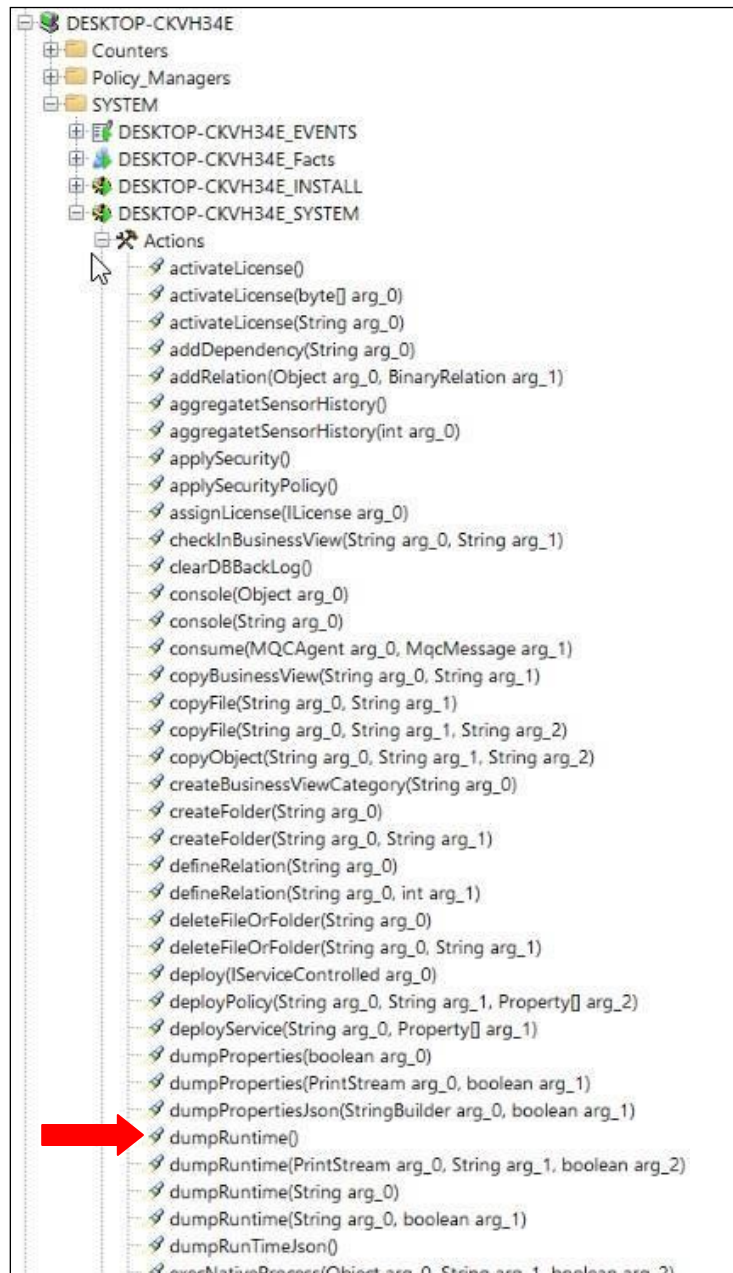 DESKTOP-CKVH34E
Counters
Policy_Managers
SYSTEM
DESKTOP-CKVH34E_EVENTS
DESKTOP-CKVH34E_Facts
DESKTOP-CKVH34E_INSTALL
DESKTOP-CKVH34E_SYSTEM
Actions
activateLicense()
activateLicense(byte[] arg_0)
activateLicense(String arg_0)
addDependency(String arg_0)
addRelation(Object arg_0, BinaryRelation arg_1)
aggregatetSensorHistory()
aggregatetSensorHistory(int arg_0)
applySecurity()
applySecurityPolicy()
assignLicense(ILicense arg_0)
checkInBusinessView(String arg_0, String arg_1)
clearDBBackLog()
console(Object arg_0)
console(String arg_0)
consume(MQCAgent arg_0, MqcMessage arg_1)
copyBusinessView(String arg_0, String arg_1)
copyFile(String arg_0, String arg_1)
copyFile(String arg_0, String arg_1, String arg_2)
copyObject(String arg_0, String arg_1, String arg_2)
createBusinessViewCategory(String arg_0)
createFolder(String arg_0)
createFolder(String arg_0, String arg_1)
defineRelation(String arg_0)
defineRelation(String arg_0, int arg_1)
deleteFileOrFolder(String arg_0)
deleteFileOrFolder(String arg_0, String arg_1)
deploy(IServiceControlled arg_0)
deployPolicy(String arg_0, String arg_1, Property[] arg_2)
deployService(String arg_0, Property[] arg_1)
dumpProperties(boolean arg_0)
dumpProperties(PrintStream arg_0, boolean arg_1)
dumpPropertiesJson(StringBuilder arg_0, boolean arg_1)
dumpRuntime()
dumpRuntime(PrintStream arg_0, String arg_1, boolean arg_2)
dumpRuntime(String arg_0)
dumpRuntime(String arg_0, boolean arg_1)
dumpRunTimeJson()
execNativeProcess(Object arg_0, String arg_1, boolean arg_2)